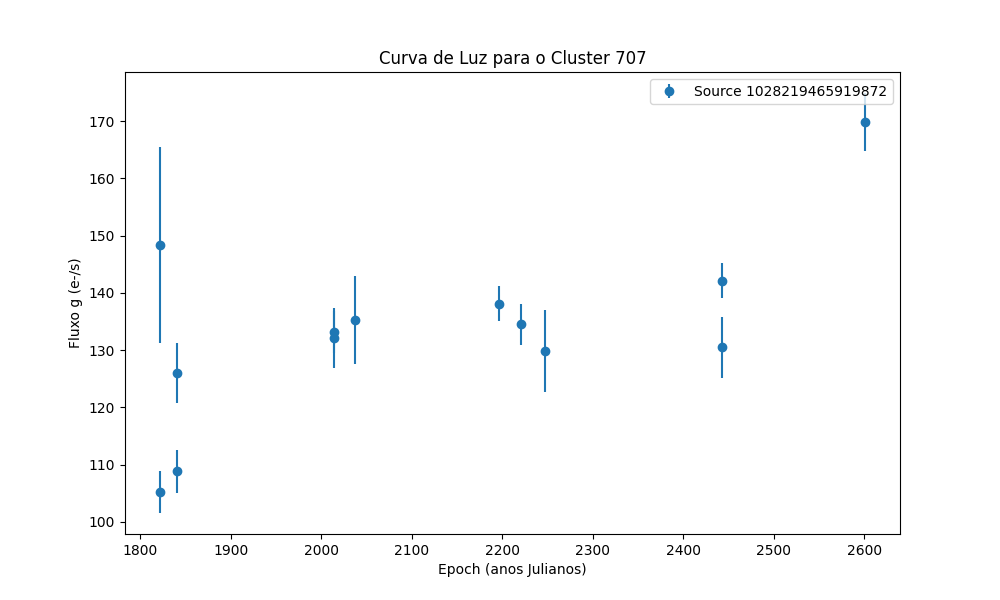 Curva de Luz para o Cluster 707
Source 1028219465919872
Fluxo g (e-/s)
170
160
150
140
130
120
110
100
1800 1900 2000 2100 2200 2300 2400 2500 2600
Epoch (anos Julianos)